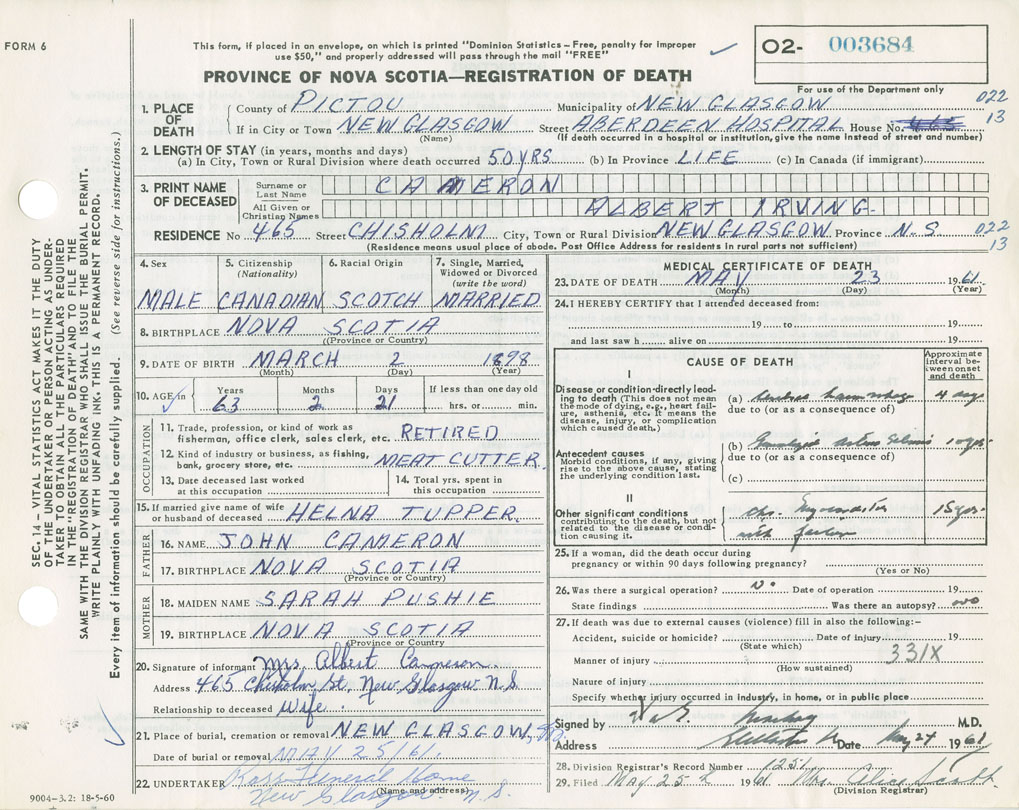 FORM 6
This form, if placed in an envelope, on which is printed "Dominion Statistics – Free, penalty for improper
use $50," and properly addressed will pass through the mail "FREE"
O2- 003684
PROVINCE OF NOVA SCOTIA—REGISTRATION OF DEATH
For use of the Department only
SEC. 14 – VITAL STATISTICS ACT MAKES IT THE DUTY
OF THE UNDERTAKER OR PERSON ACTING AS UNDER-
TAKER TO OBTAIN ALL THE PARTICULARS REQUIRED
IN THE "REGISTRATION OF DEATH" AND TO FILE THE
SAME WITH THE DIVISION REGISTRAR WHO SHALL ISSUE THE BURIAL PERMIT.
WRITE PLAINLY WITH UNFADING INK. THIS IS A PERMANENT RECORD.
Every item of information should be carefully supplied. (See reverse side for instructions.)
1. PLACE OF DEATH
County of PICTOU Municipality of NEW GLASGOW 022
If in City or Town NEW GLASGOW Street ABERDEEN HOSPITAL House No. 13
(Name) (If death occurred in a hospital or institution, give the name instead of street and number)
2. LENGTH OF STAY (in years, months and days)
(a) In City, Town or Rural Division where death occurred 50 YRS (b) In Province LIFE (c) In Canada (if immigrant)
3. PRINT NAME OF DECEASED
Surname or Last Name CAMERON
All Given or Christian Names ALBERT IRVING
RESIDENCE No 465 Street CHISHOLM City, Town or Rural Division NEW GLASGOW Province N.S 022
(Residence means usual place of abode. Post Office Address for residents in rural parts not sufficient) 13
4. Sex 5. Citizenship (Nationality) 6. Racial Origin 7. Single, Married, Widowed or Divorced (write the word)
MALE CANADIAN SCOTCH MARRIED
8. BIRTHPLACE NOVA SCOTIA
(Province or Country)
9. DATE OF BIRTH MARCH 2 1898
(Month) (Day) (Year)
10. AGE in Years Months Days If less than one day old
63 2 21 hrs. or min.
OCCUPATION
11. Trade, profession, or kind of work as
fisherman, office clerk, sales clerk, etc. RETIRED
12. Kind of industry or business, as fishing,
bank, grocery store, etc. MEAT CUTTER
13. Date deceased last worked at this occupation
14. Total yrs. spent in this occupation
15. If married give name of wife
or husband of deceased HELNA TUPPER
FATHER
16. NAME JOHN CAMERON
17. BIRTHPLACE NOVA SCOTIA
(Province or Country)
MOTHER
18. MAIDEN NAME SARAH PUSHIE
19. BIRTHPLACE NOVA SCOTIA
(Province or Country)
20. Signature of informant Mrs. Albert Cameron
Address 465 Chisholm St, New Glasgow N.S
Relationship to deceased wife
21. Place of burial, cremation or removal NEW GLASGOW,
Date of burial or removal MAY 25/61
22. UNDERTAKER Ross Funeral Home
(Name and address)
New Glasgow N.S.
9004-3.2: 18-5-60
MEDICAL CERTIFICATE OF DEATH
23. DATE OF DEATH MAY 23 1961
(Month) (Day) (Year)
24. I HEREBY CERTIFY that I attended deceased from:
19 to 19
and last saw h alive on 19
CAUSE OF DEATH
Approximate interval between onset and death
I
Disease or condition directly leading
to death (This does not mean
the mode of dying, e.g., heart failure,
asthma, etc. It means the
disease, injury, or complication
which caused death.)
(a) 4 days
due to (or as a consequence of)
Antecedent causes
Morbid conditions, if any, giving
rise to the above cause, stating
the underlying condition last.
(b) 10 yrs.
due to (or as a consequence of)
(c)
II
Other significant conditions
contributing to the death, but not
related to the disease or condition
causing it.
chr. 15 yrs.
with failure
25. If a woman, did the death occur during
pregnancy or within 90 days following pregnancy?
(Yes or No)
26. Was there a surgical operation? no Date of operation 19
State findings Was there an autopsy? no
27. If death was due to external causes (violence) fill in also the following:-
Accident, suicide or homicide? Date of injury 19
(State which)
Manner of injury 331X
(How sustained)
Nature of injury
Specify whether injury occurred in industry, in home, or in public place
Signed by M.D.
Address Date May 24 1961
28. Division Registrar's Record Number 1251
29. Filed May 25th 1961 Mrs. Alice
(Division Registrar)